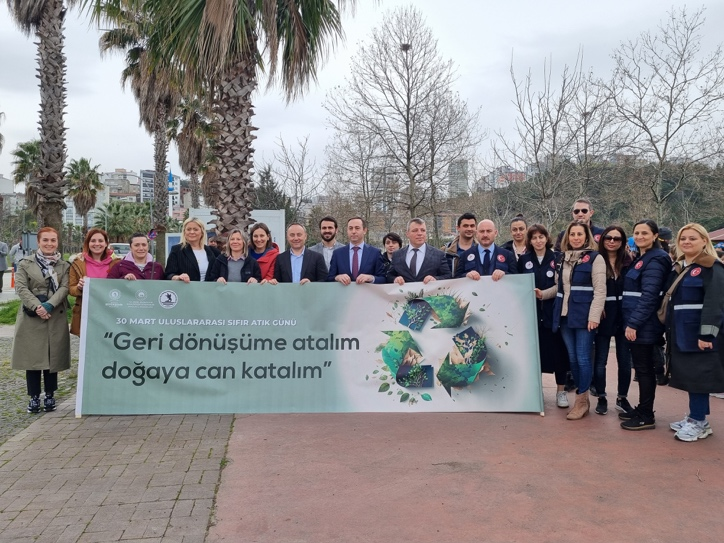 30 MART ULUSLARARASI SIFIR ATIK GÜNÜ
"Geri dönüşüme atalım
doğaya can katalım"